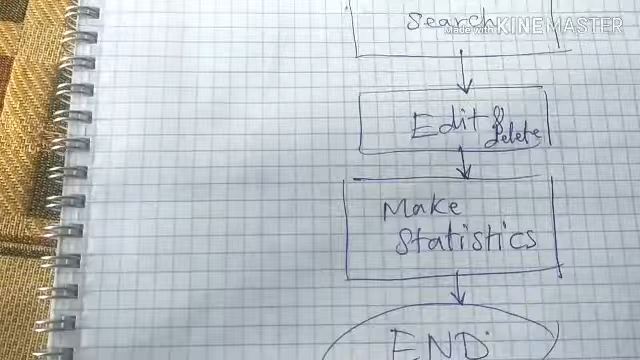 Search
Made with KINEMASTER
Edit &
delete
Make
Statistics
END